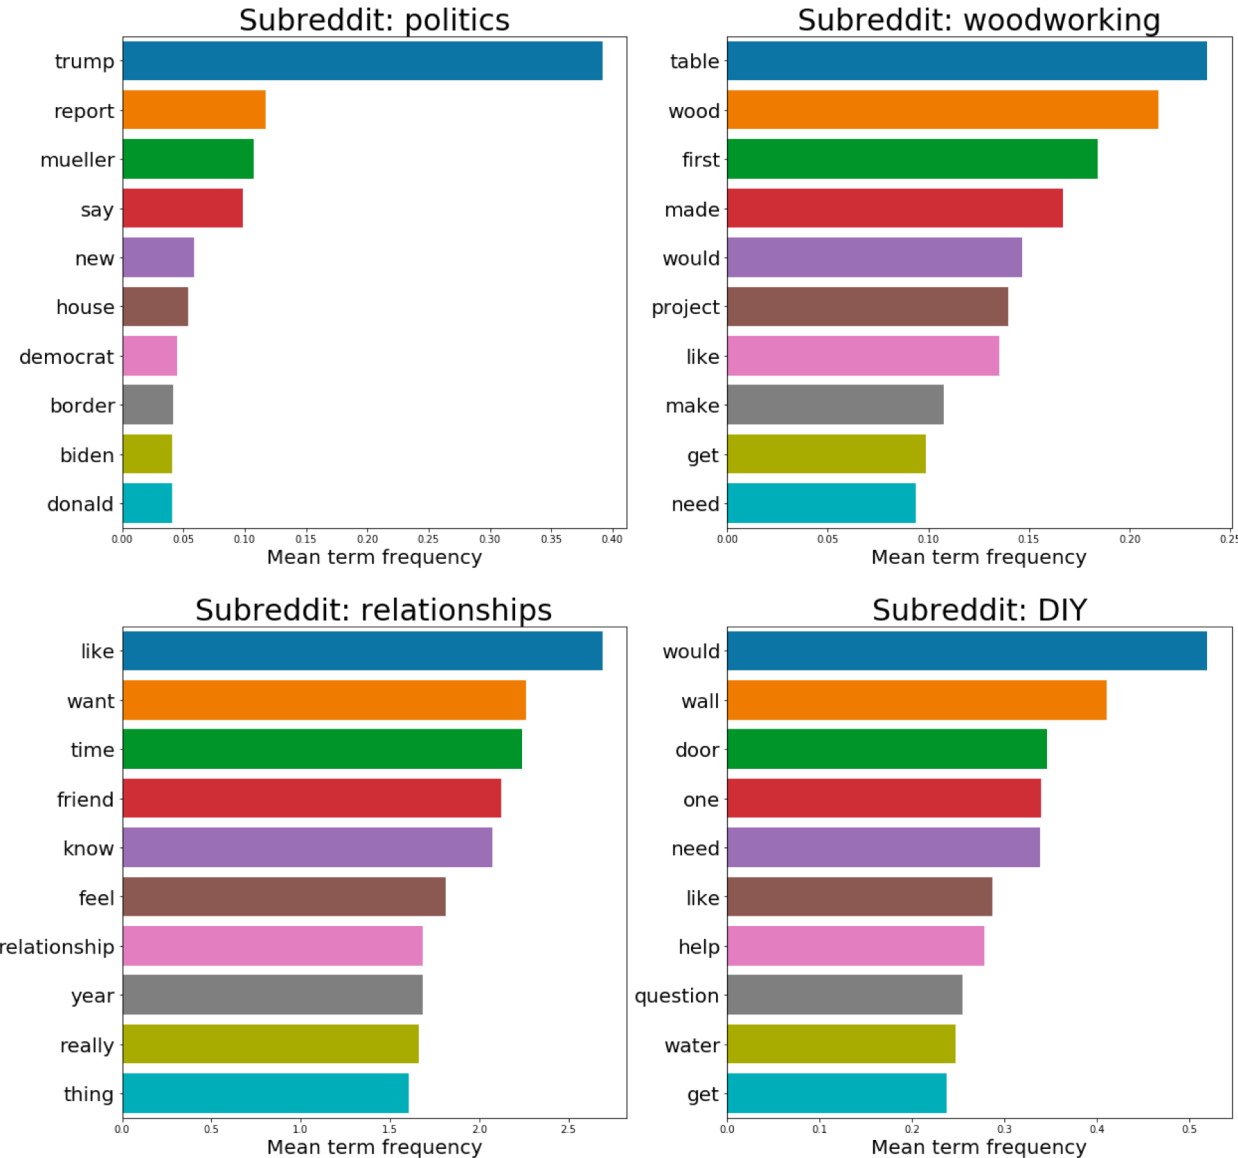 Subreddit: politics
trump
report
mueller
say
new
house
democrat
border
biden
donald
0.00 0.05 0.10 0.15 0.20 0.25 0.30 0.35 0.40
Mean term frequency
Subreddit: woodworking
table
wood
first
made
would
project
like
make
get
need
0.00 0.05 0.10 0.15 0.20 0.25
Mean term frequency
Subreddit: relationships
like
want
time
friend
know
feel
relationship
year
really
thing
0.0 0.5 1.0 1.5 2.0 2.5
Mean term frequency
Subreddit: DIY
would
wall
door
one
need
like
help
question
water
get
0.0 0.1 0.2 0.3 0.4 0.5
Mean term frequency